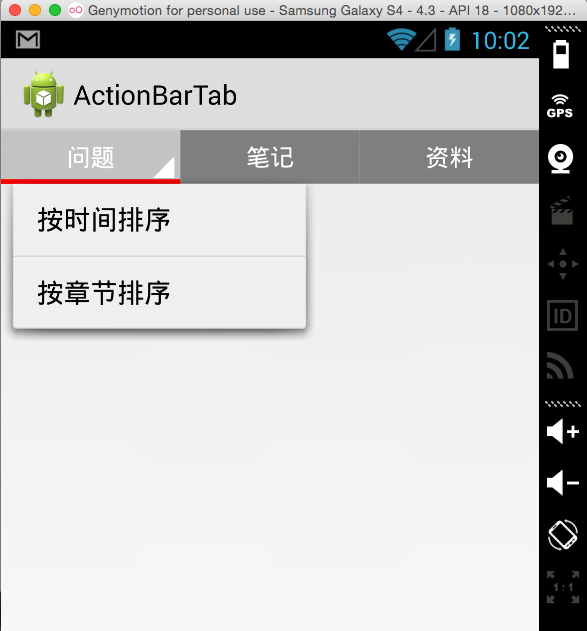 Genymotion for personal use - Samsung Galaxy S4 - 4.3 - API 18 - 1080x192...
10:02
GPS
ActionBarTab
问题 笔记 资料
按时间排序
按章节排序
ID
1:1